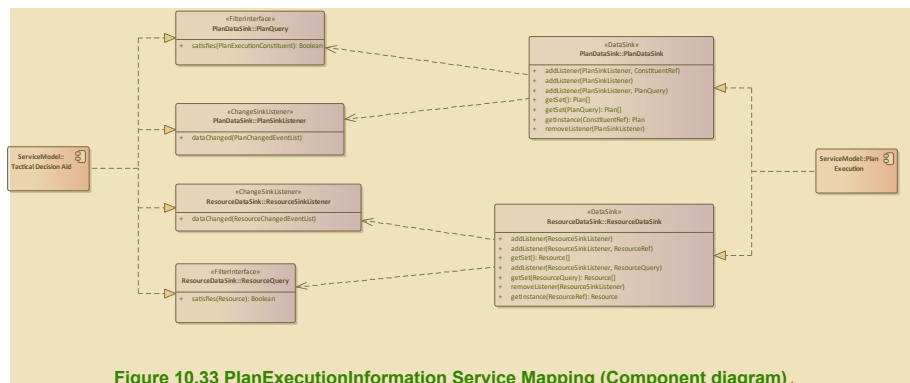 «FilterInterface»
PlanDataSink::PlanQuery
+ satisfies(PlanExecutionConstituent): Boolean
«ChangeSinkListener»
PlanDataSink::PlanSinkListener
+ dataChanged(PlanChangedEventList)
«DataSink»
PlanDataSink::PlanDataSink
+ addListener(PlanSinkListener, ConstituentRef)
+ addListener(PlanSinkListener)
+ addListener(PlanSinkListener, PlanQuery)
+ getSet(): Plan[]
+ getSet(PlanQuery): Plan[]
+ getInstance(ConstituentRef): Plan
+ removeListener(PlanSinkListener)
ServiceModel::
Tactical Decision Aid
ServiceModel::Plan
Execution
«ChangeSinkListener»
ResourceDataSink::ResourceSinkListener
+ dataChanged(ResourceChangedEventList)
«DataSink»
ResourceDataSink::ResourceDataSink
+ addListener(ResourceSinkListener)
+ addListener(ResourceSinkListener, ResourceRef)
+ getSet(): Resource[]
+ addListener(ResourceSinkListener, ResourceQuery)
+ getSet(ResourceQuery): Resource[]
+ removeListener(ResourceSinkListener)
+ getInstance(ResourceRef): Resource
«FilterInterface»
ResourceDataSink::ResourceQuery
+ satisfies(Resource): Boolean
Figure 10.33 PlanExecutionInformation Service Mapping (Component diagram)